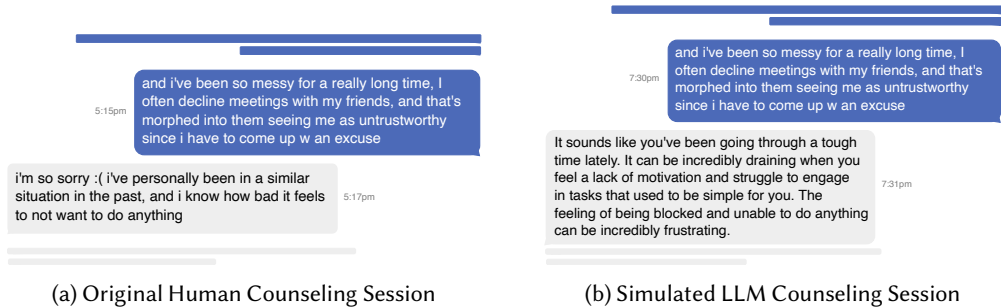 and i've been so messy for a really long time, I
often decline meetings with my friends, and that's
morphed into them seeing me as untrustworthy
since i have to come up w an excuse
5:15pm
i'm so sorry :( i've personally been in a similar
situation in the past, and i know how bad it feels
to not want to do anything
5:17pm
(a) Original Human Counseling Session
and i've been so messy for a really long time, I
often decline meetings with my friends, and that's
morphed into them seeing me as untrustworthy
since i have to come up w an excuse
7:30pm
It sounds like you've been going through a tough
time lately. It can be incredibly draining when you
feel a lack of motivation and struggle to engage
in tasks that used to be simple for you. The
feeling of being blocked and unable to do anything
can be incredibly frustrating.
7:31pm
(b) Simulated LLM Counseling Session